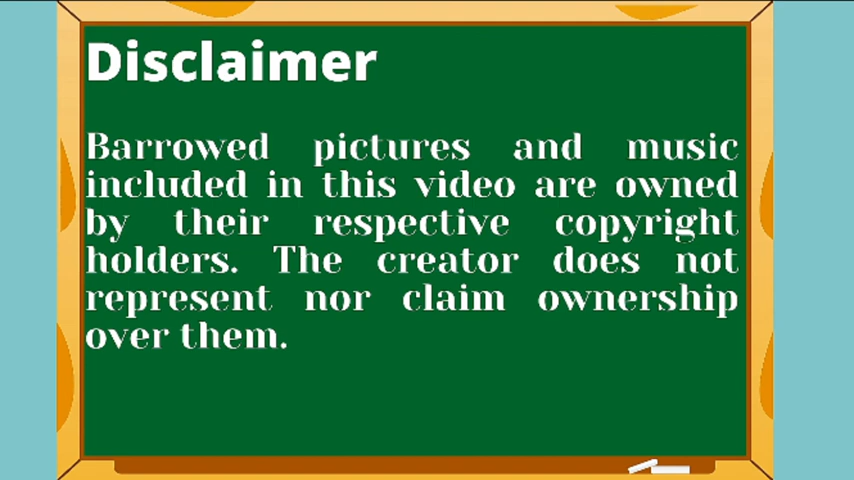 Disclaimer
Barrowed pictures and music
included in this video are owned
by their respective copyright
holders. The creator does not
represent nor claim ownership
over them.